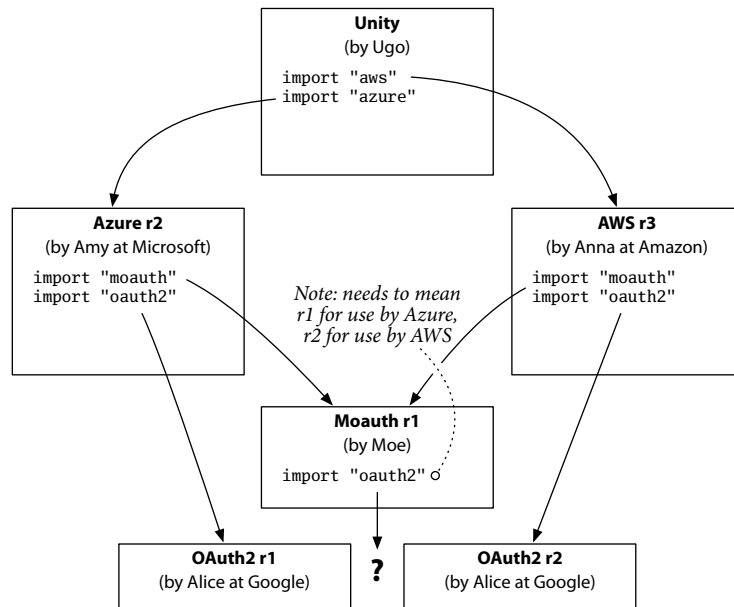 Unity
(by Ugo)
import "aws"
import "azure"
Azure r2
(by Amy at Microsoft)
import "moauth"
import "oauth2"
AWS r3
(by Anna at Amazon)
import "moauth"
import "oauth2"
Note: needs to mean
r1 for use by Azure,
r2 for use by AWS
Moauth r1
(by Moe)
import "oauth2"
OAuth2 r1
(by Alice at Google)
?
OAuth2 r2
(by Alice at Google)